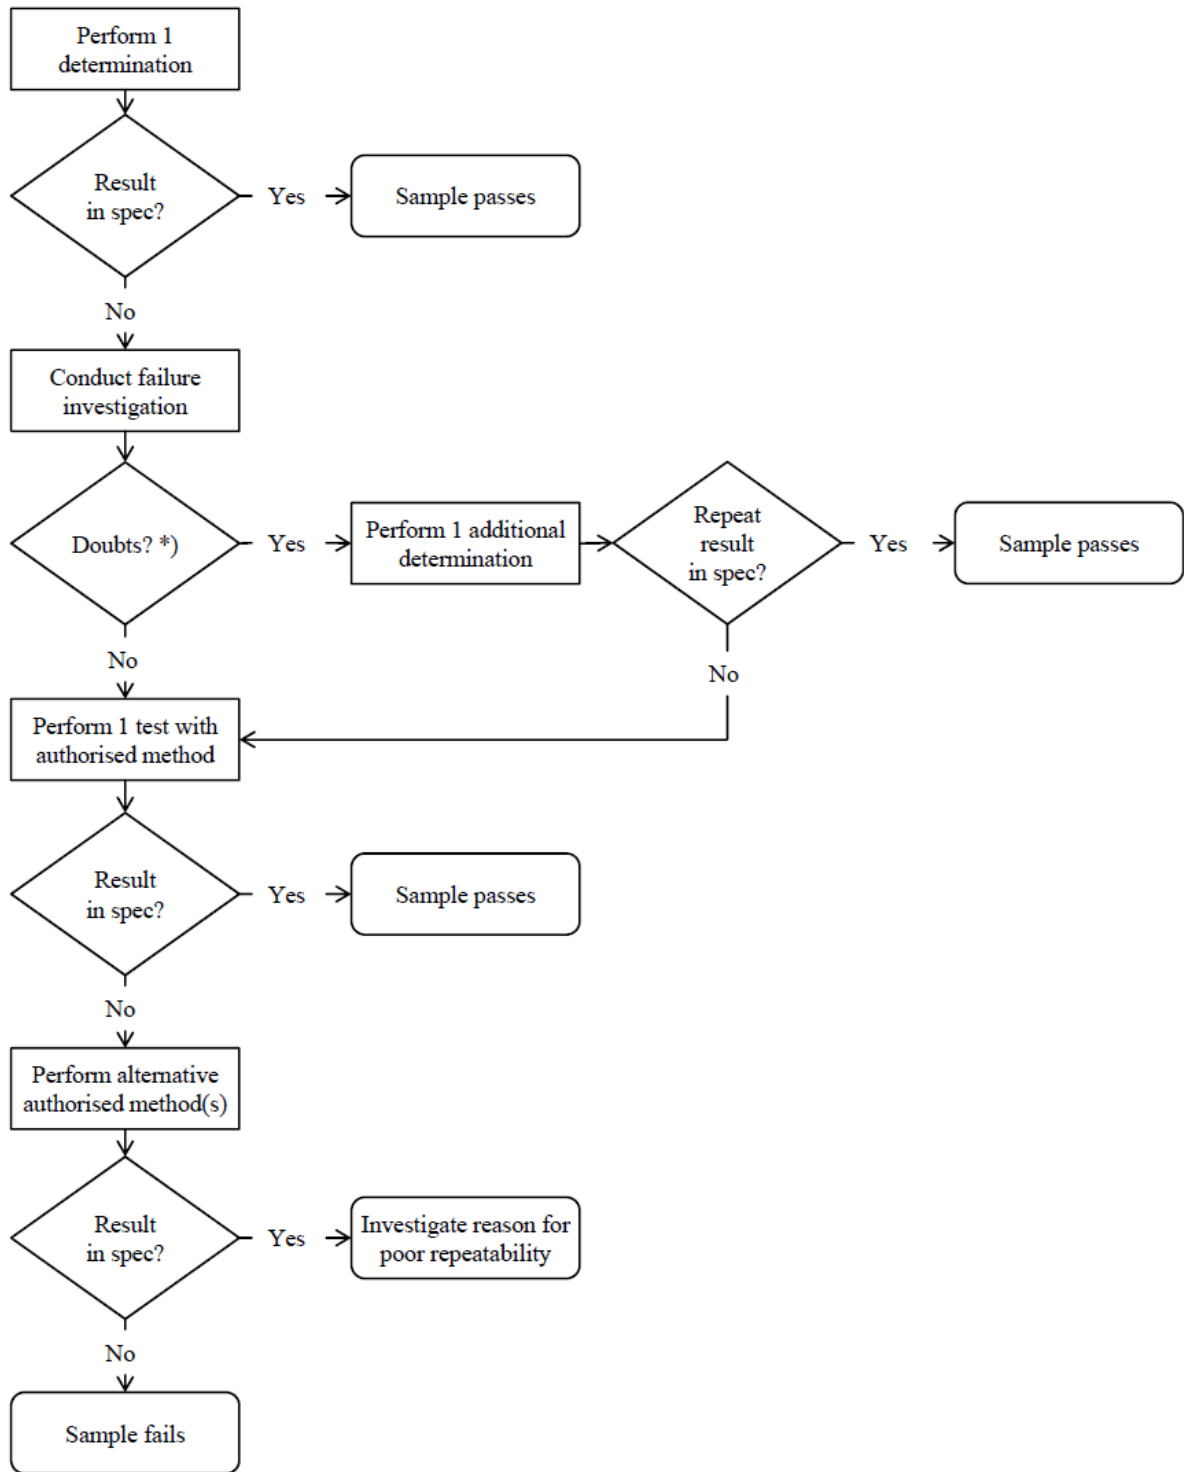 Perform 1
determination
Result
in spec?
Yes
Sample passes
No
Conduct failure
investigation
Doubts? *)
Yes
Perform 1 additional
determination
Repeat
result
in spec?
Yes
Sample passes
No
No
Perform 1 test with
authorised method
Result
in spec?
Yes
Sample passes
No
Perform alternative
authorised method(s)
Result
in spec?
Yes
Investigate reason for
poor repeatability
No
Sample fails